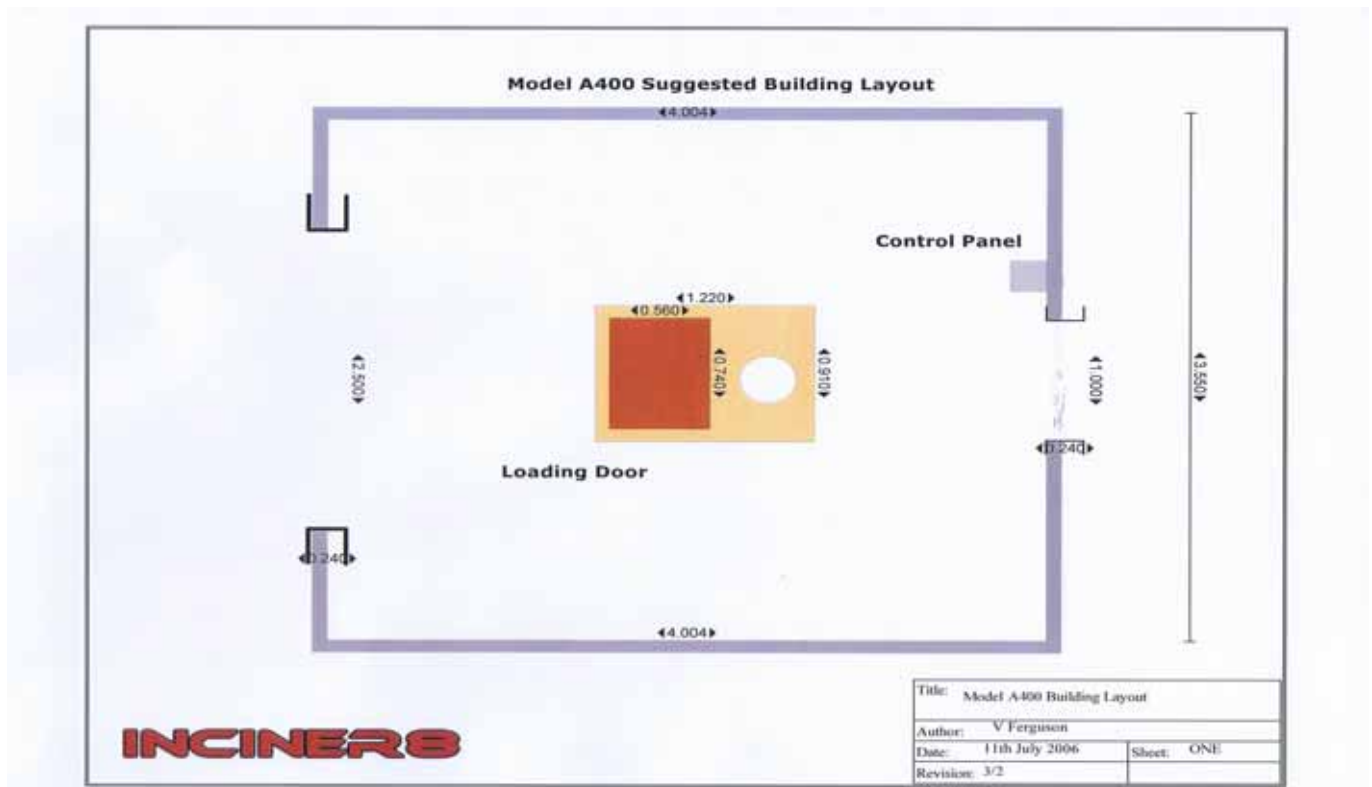 Model A400 Suggested Building Layout
4.004
Control Panel
1.220
0.560
2.500
0.740
0.910
1.000
3.550
0.240
Loading Door
0.240
4.004
Title: Model A400 Building Layout
INCINER8
Author: V Ferguson
Date: 11th July 2006 Sheet: ONE
Revision: 3/2